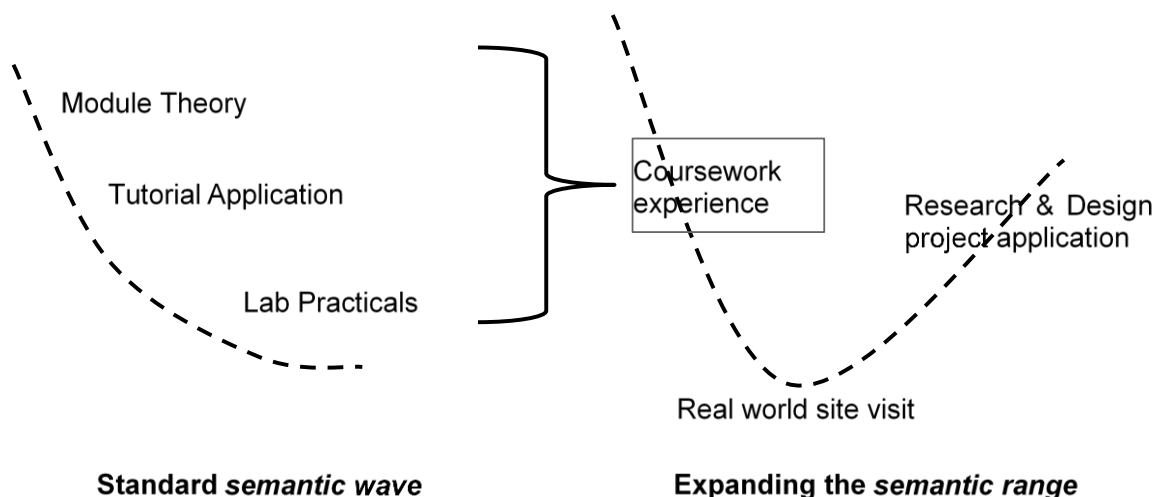 Module Theory
Tutorial Application
Lab Practicals
Standard semantic wave
Coursework
experience
Research & Design
project application
Real world site visit
Expanding the semantic range